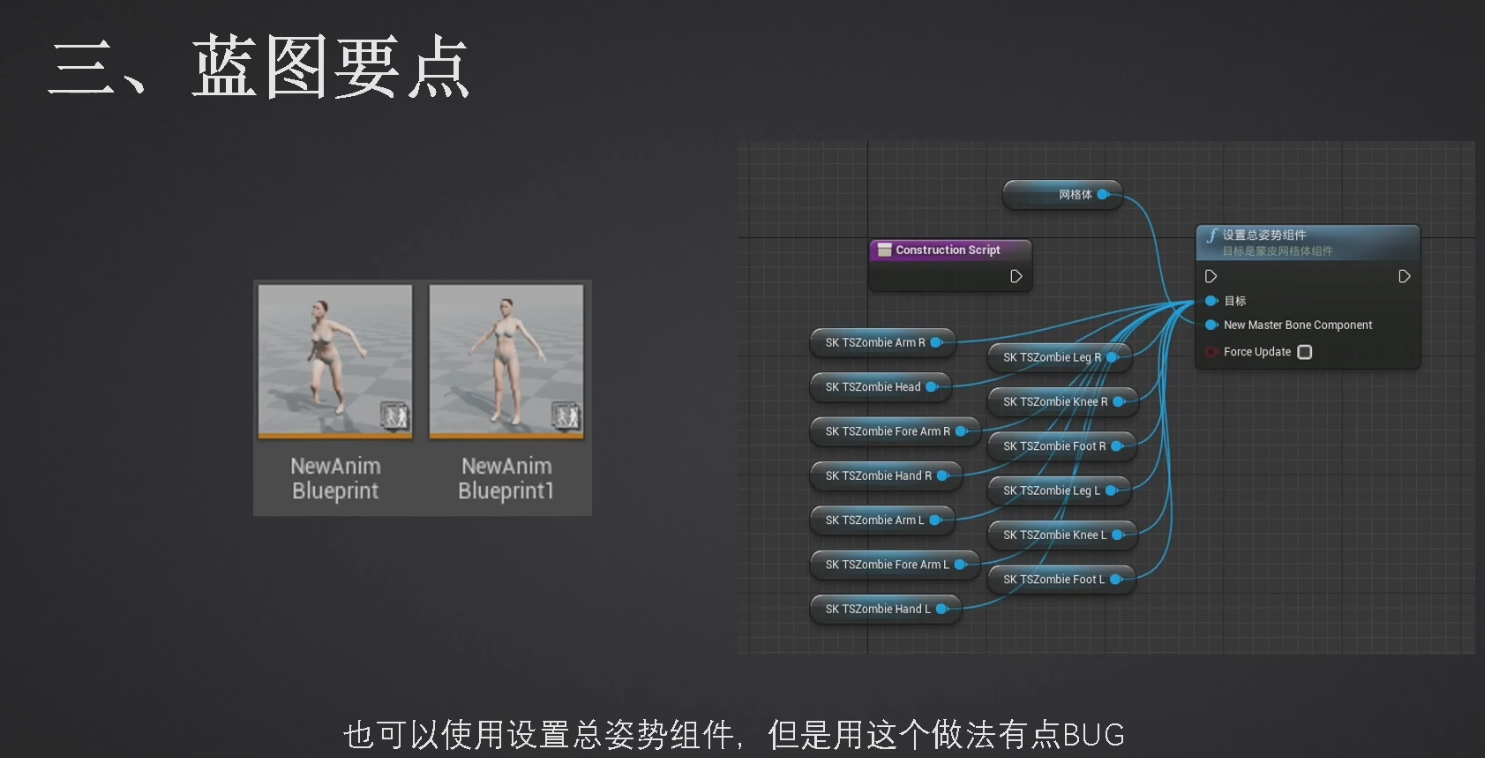 三、蓝图要点
NewAnim
Blueprint
NewAnim
Blueprint1
网格体
Construction Script
设置总姿势组件
目标是蒙皮网格体组件
目标
New Master Bone Component
Force Update
SK TSZombie Arm R
SK TSZombie Head
SK TSZombie Fore Arm R
SK TSZombie Hand R
SK TSZombie Arm L
SK TSZombie Fore Arm L
SK TSZombie Hand L
SK TSZombie Leg R
SK TSZombie Knee R
SK TSZombie Foot R
SK TSZombie Leg L
SK TSZombie Knee L
SK TSZombie Foot L
也可以使用设置总姿势组件，但是用这个做法有点BUG